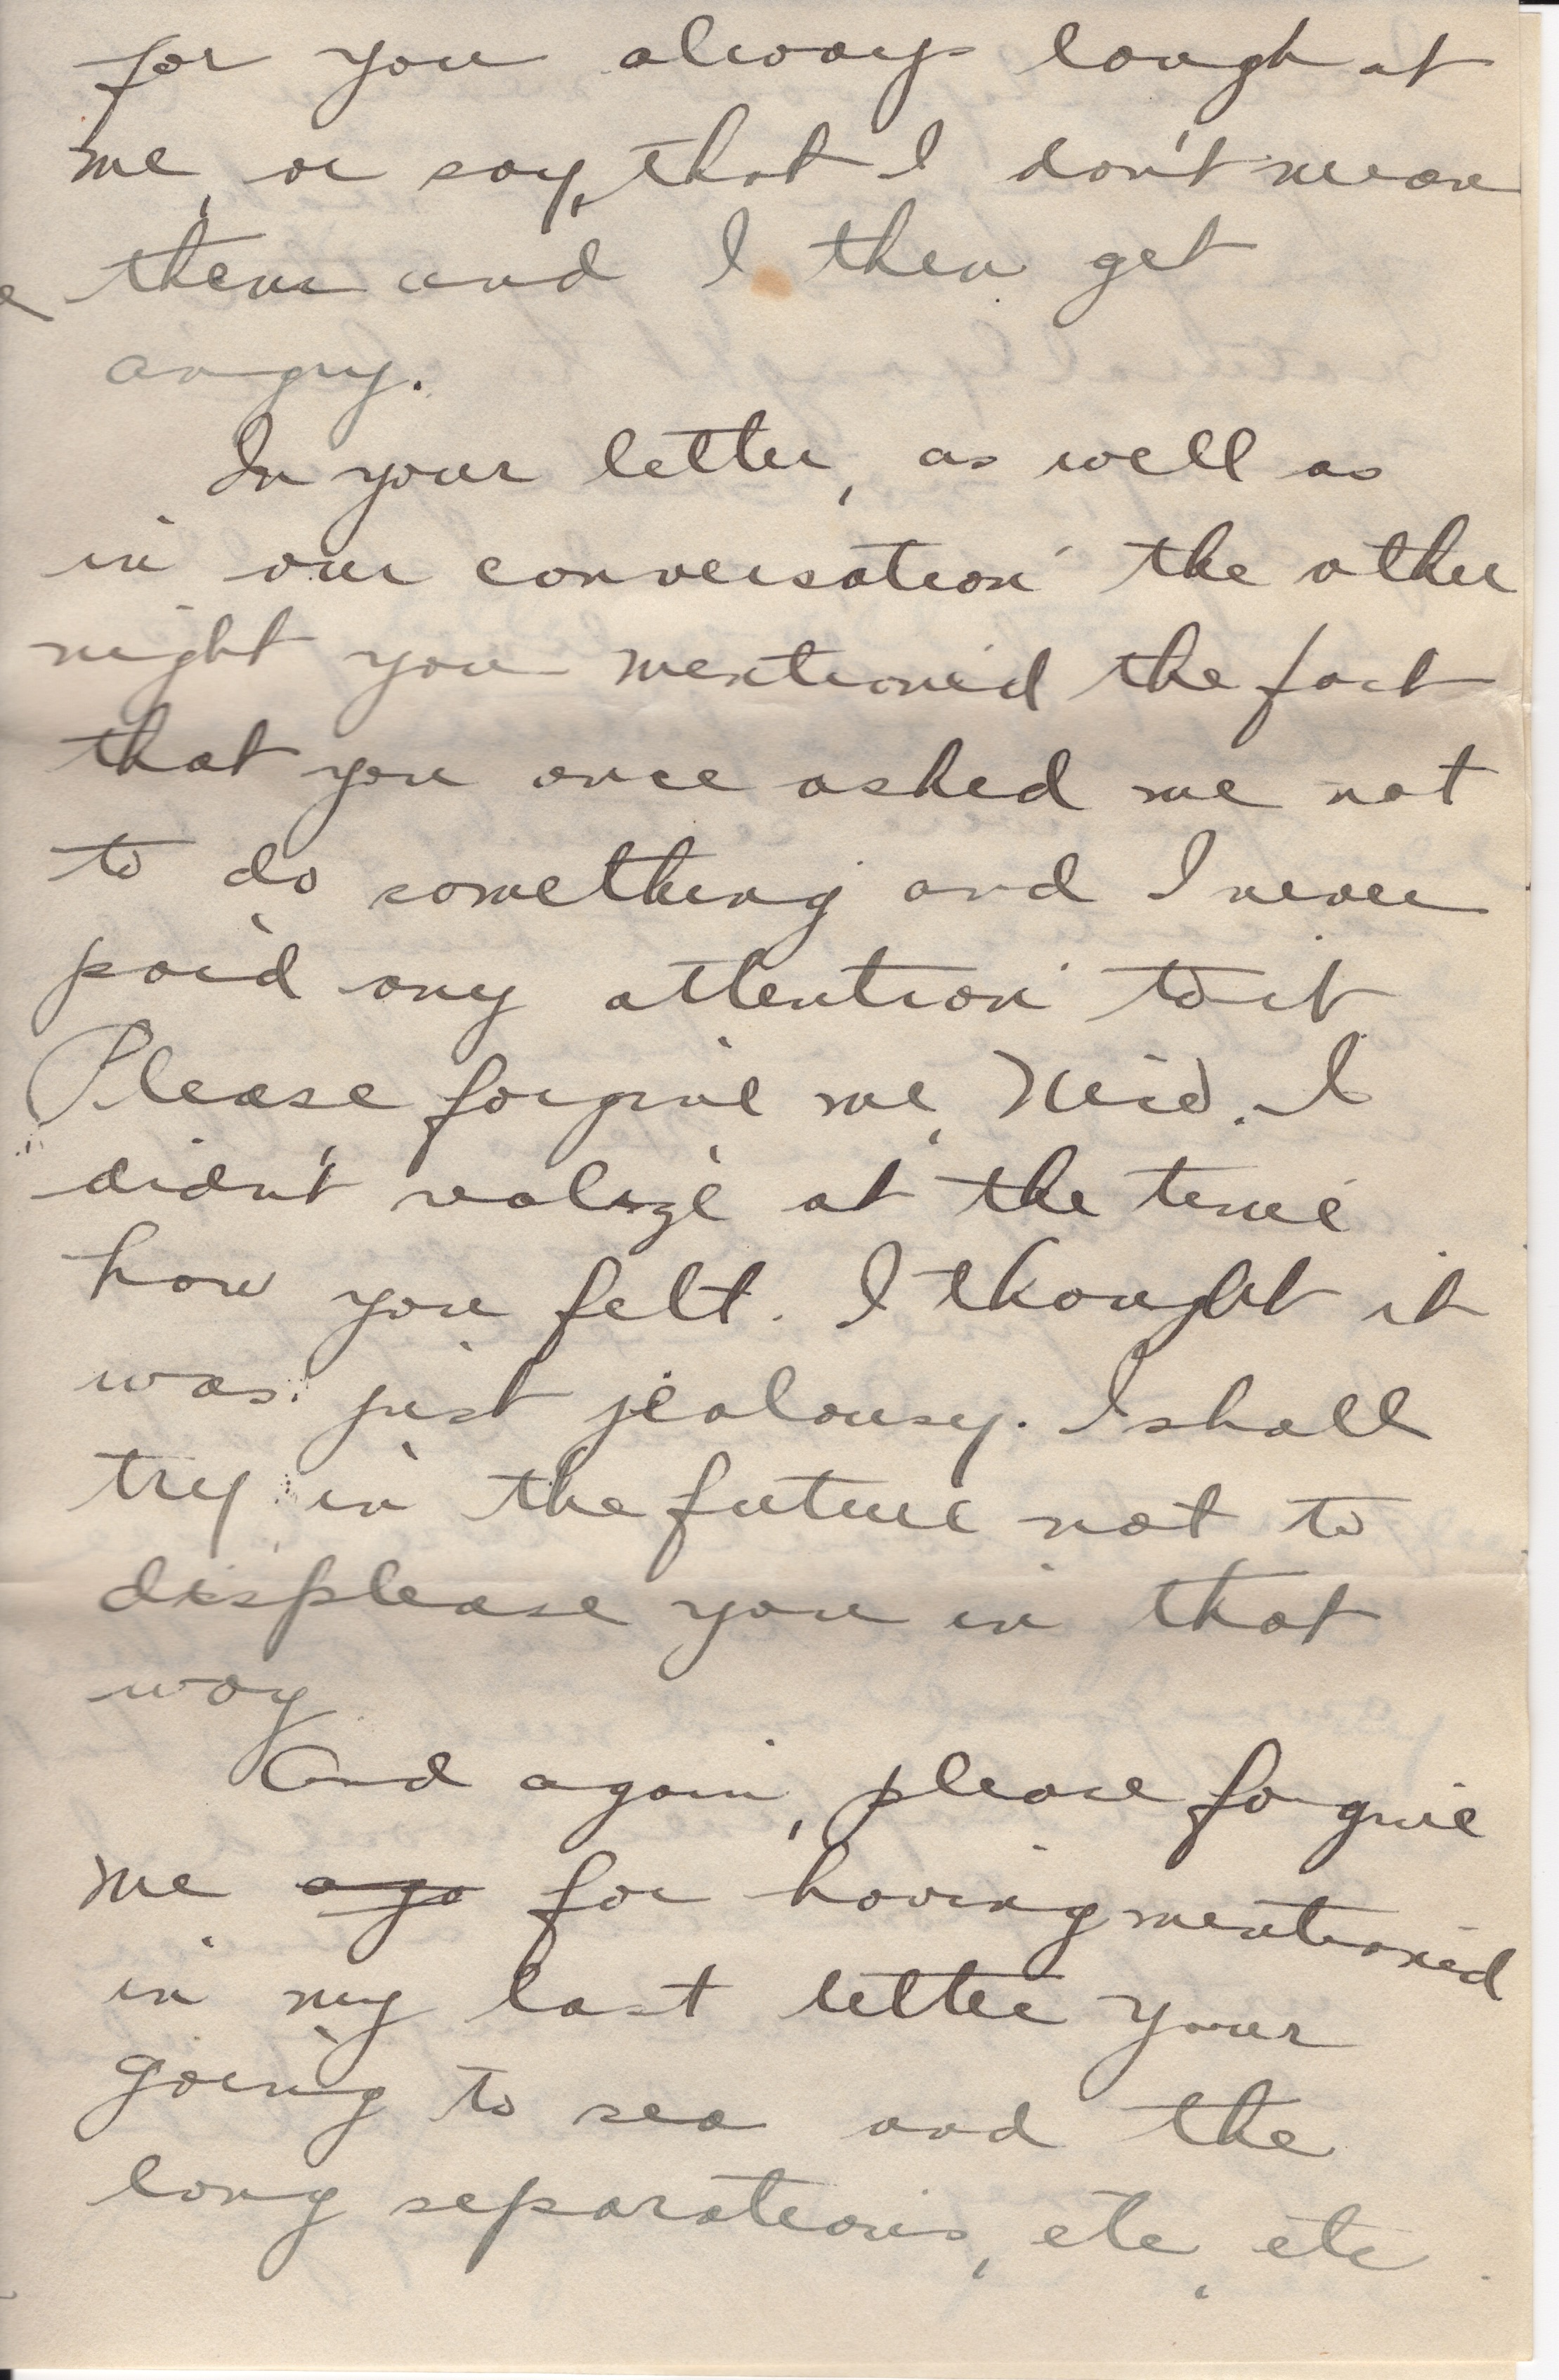 for you always laugh at
me, or say, that I don't mean
them and I then get
angry.
In your letter, as well as
in our conversation the other
night you mentioned the fact
that you once asked me not
to do something and I never
paid any attention to it
Please forgive me, Neid. I
didn't realize at the time
how you felt. I thought it
was just jealousy. I shall
try in the future not to
displease you in that
way
And again, please forgive
me ago for having mentioned
in my last letter your
going to sea and the
long separations, etc, etc.